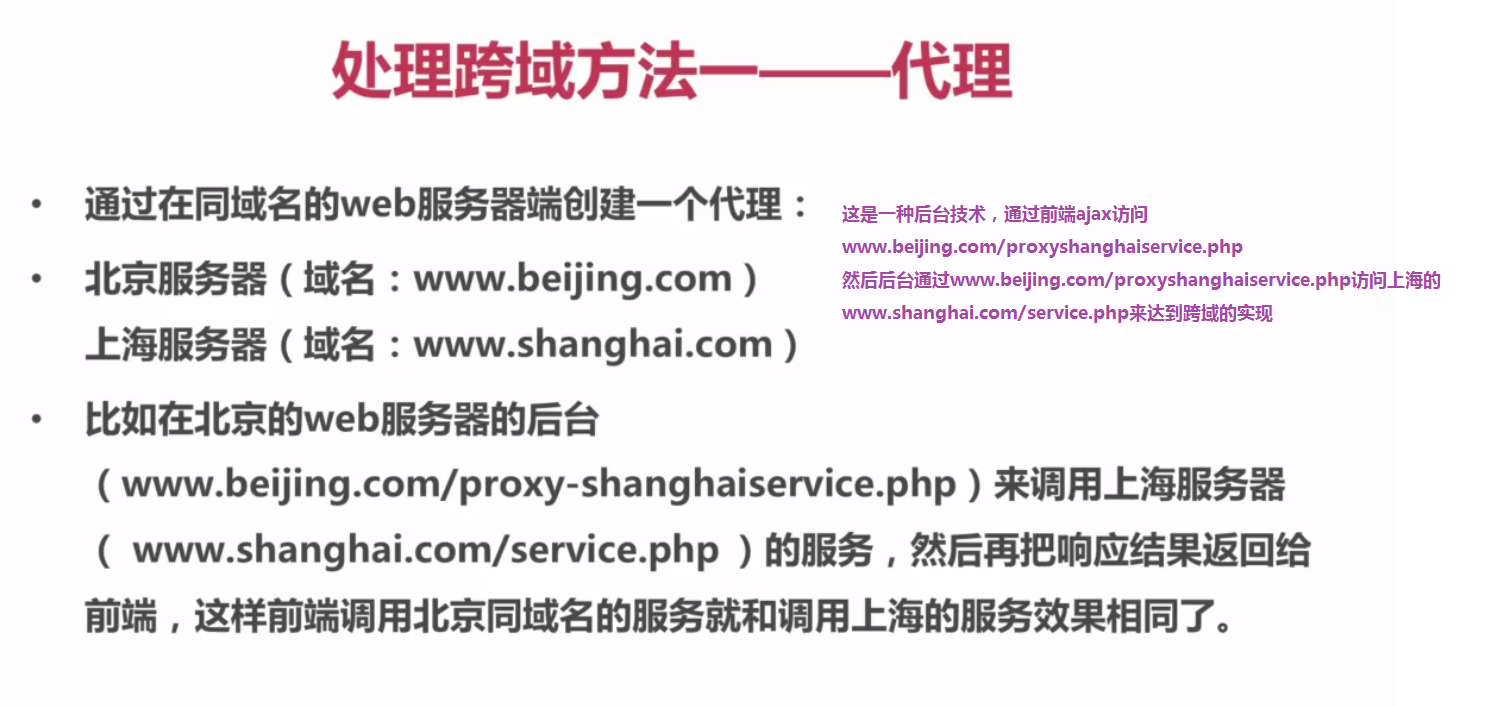 处理跨域方法一——代理
• 通过在同域名的web服务器端创建一个代理：
• 北京服务器（域名：www.beijing.com）
上海服务器（域名：www.shanghai.com）
• 比如在北京的web服务器的后台
（www.beijing.com/proxy-shanghaiservice.php）来调用上海服务器
（ www.shanghai.com/service.php ）的服务，然后再把响应结果返回给
前端，这样前端调用北京同域名的服务就和调用上海的服务效果相同了。
这是一种后台技术，通过前端ajax访问
www.beijing.com/proxyshanghaiservice.php
然后后台通过www.beijing.com/proxyshanghaiservice.php访问上海的
www.shanghai.com/service.php来达到跨域的实现